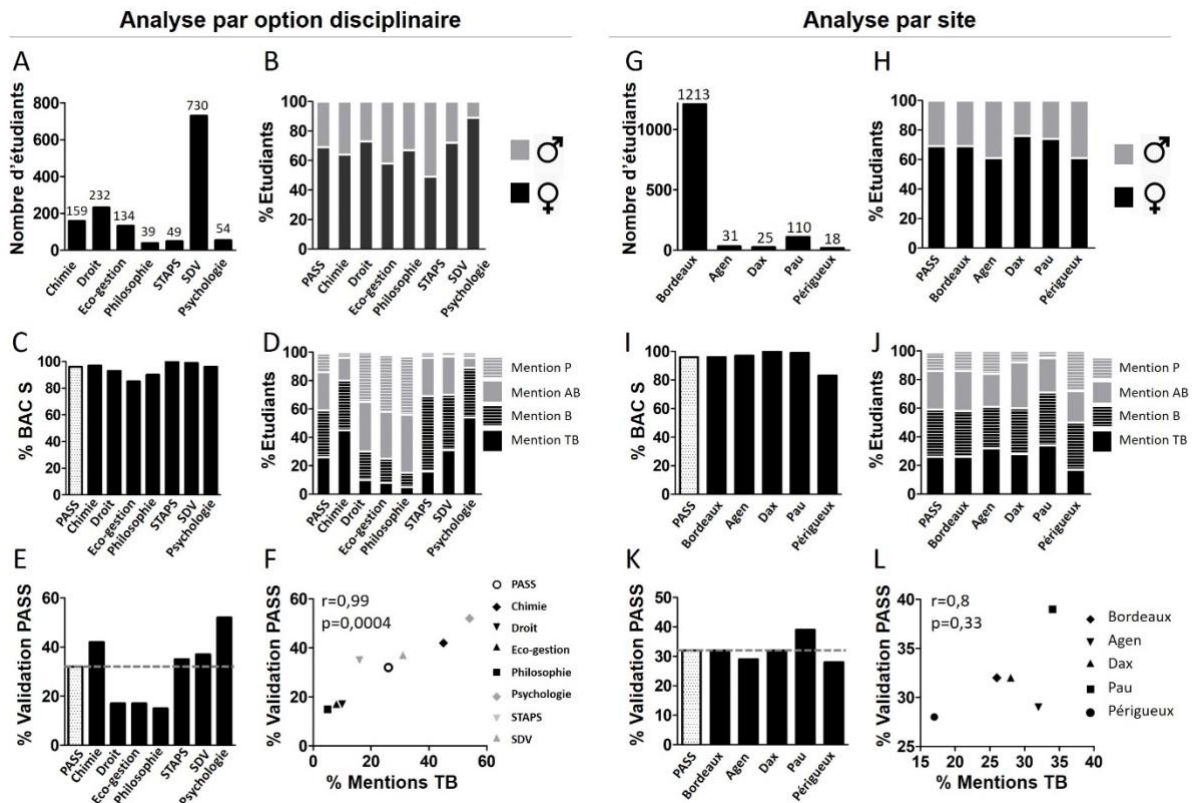 Analyse par option disciplinaire
A
Nombre d'étudiants
800
600
400
200
0
159
232
134
39
49
730
54
Chimie
Droit
Eco-gestion
Philosophie
STAPS
SDV
Psychologie
B
% Etudiants
100
80
60
40
20
0
PASS
Chimie
Droit
Eco-gestion
Philosophie
STAPS
SDV
Psychologie
♂
♀
C
% BAC S
100
80
60
40
20
0
PASS
Chimie
Droit
Eco-gestion
Philosophie
STAPS
SDV
Psychologie
D
% Etudiants
100
80
60
40
20
0
PASS
Chimie
Droit
Eco-gestion
Philosophie
STAPS
SDV
Psychologie
Mention P
Mention AB
Mention B
Mention TB
E
% Validation PASS
60
40
20
0
PASS
Chimie
Droit
Eco-gestion
Philosophie
STAPS
SDV
Psychologie
F
% Validation PASS
60
40
20
0
r=0,99
p=0,0004
0
20
40
60
% Mentions TB
PASS
Chimie
Droit
Eco-gestion
Philosophie
Psychologie
STAPS
SDV
Analyse par site
G
Nombre d'étudiants
1000
500
0
1213
31
25
110
18
Bordeaux
Agen
Dax
Pau
Périgueux
H
% Etudiants
100
80
60
40
20
0
PASS
Bordeaux
Agen
Dax
Pau
Périgueux
♂
♀
I
% BAC S
100
80
60
40
20
0
PASS
Bordeaux
Agen
Dax
Pau
Périgueux
J
% Etudiants
100
80
60
40
20
0
PASS
Bordeaux
Agen
Dax
Pau
Périgueux
Mention P
Mention AB
Mention B
Mention TB
K
% Validation PASS
50
40
30
20
10
0
PASS
Bordeaux
Agen
Dax
Pau
Périgueux
L
% Validation PASS
40
35
30
25
r=0,8
p=0,33
15
20
25
30
35
40
% Mentions TB
Bordeaux
Agen
Dax
Pau
Périgueux